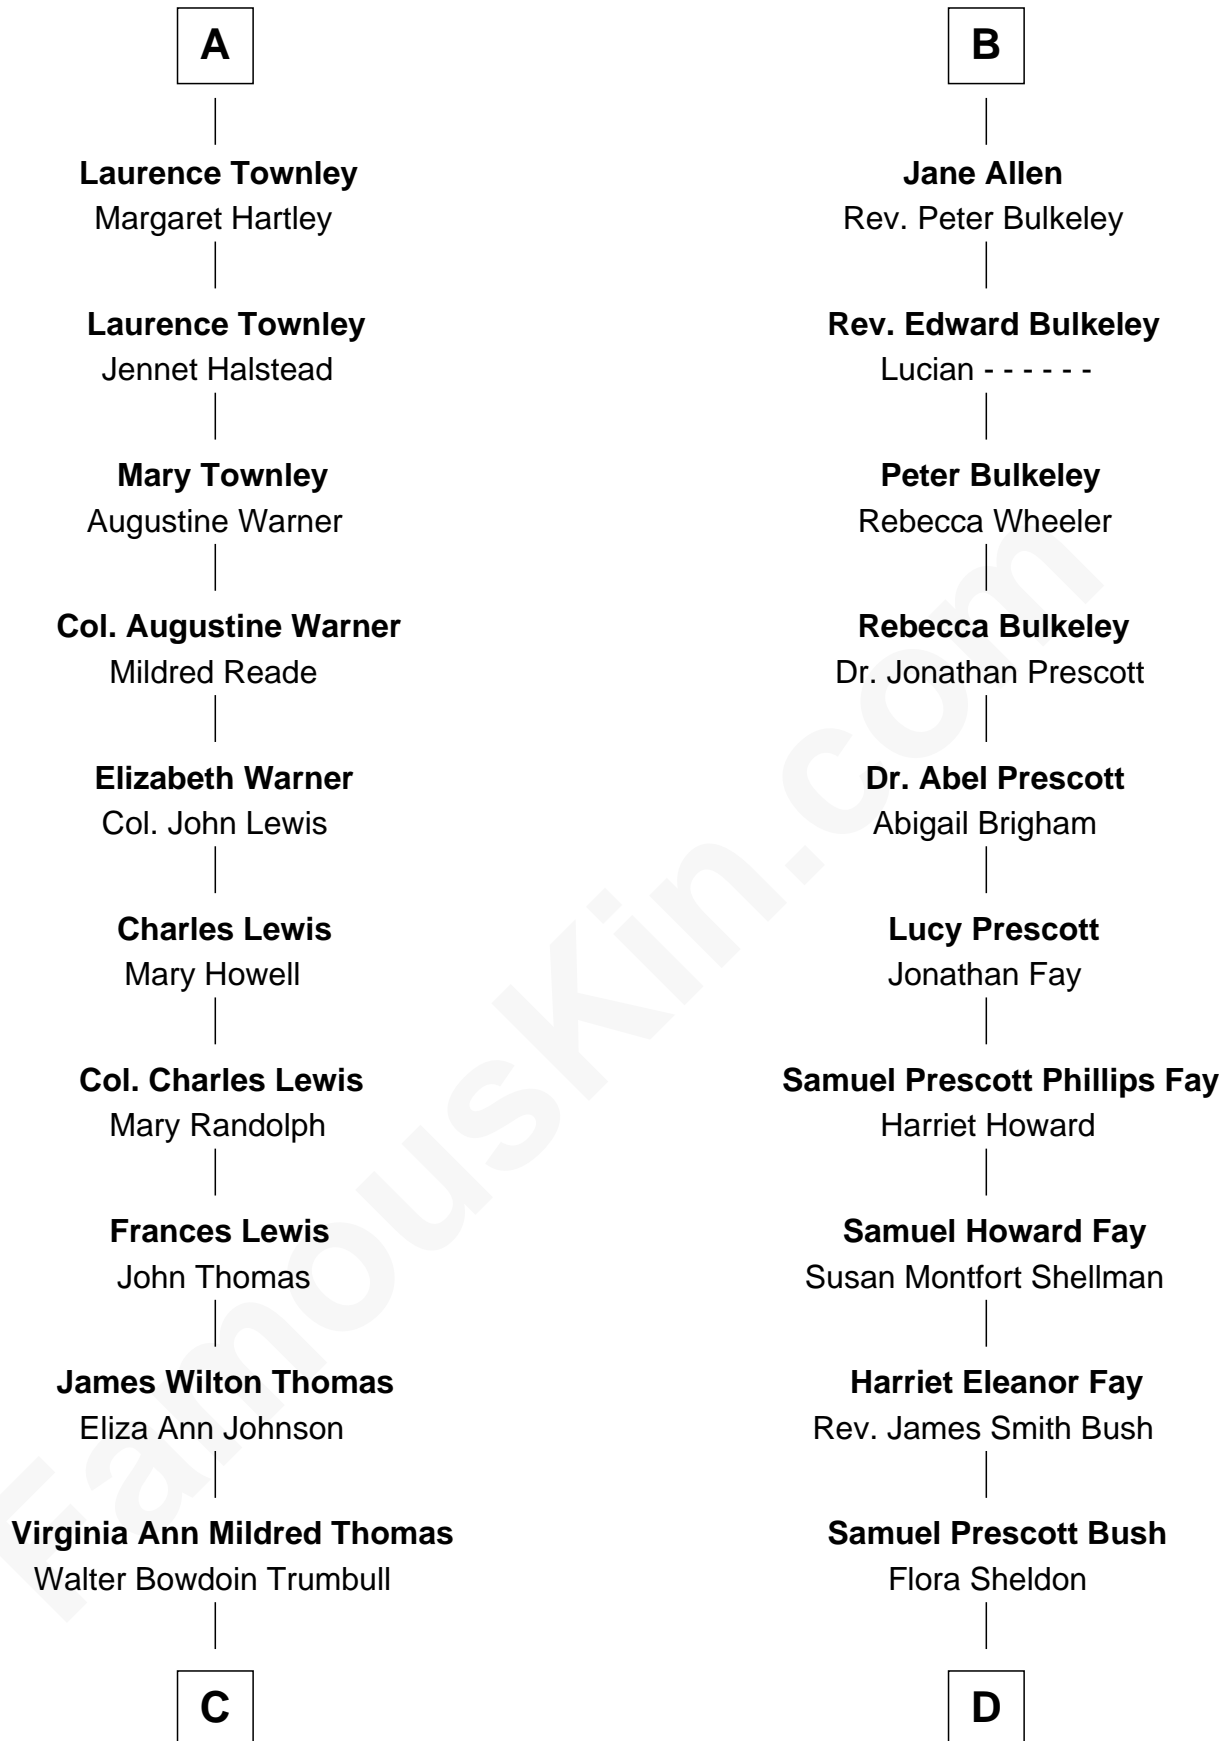 A
Laurence Townley
Margaret Hartley
Laurence Townley
Jennet Halstead
Mary Townley
Augustine Warner
Col. Augustine Warner
Mildred Reade
Elizabeth Warner
Col. John Lewis
Charles Lewis
Mary Howell
Col. Charles Lewis
Mary Randolph
Frances Lewis
John Thomas
James Wilton Thomas
Eliza Ann Johnson
Virginia Ann Mildred Thomas
Walter Bowdoin Trumbull
C
B
Jane Allen
Rev. Peter Bulkeley
Rev. Edward Bulkeley
Lucian - - - - - -
Peter Bulkeley
Rebecca Wheeler
Rebecca Bulkeley
Dr. Jonathan Prescott
Dr. Abel Prescott
Abigail Brigham
Lucy Prescott
Jonathan Fay
Samuel Prescott Phillips Fay
Harriet Howard
Samuel Howard Fay
Susan Montfort Shellman
Harriet Eleanor Fay
Rev. James Smith Bush
Samuel Prescott Bush
Flora Sheldon
D
FamousKin.com